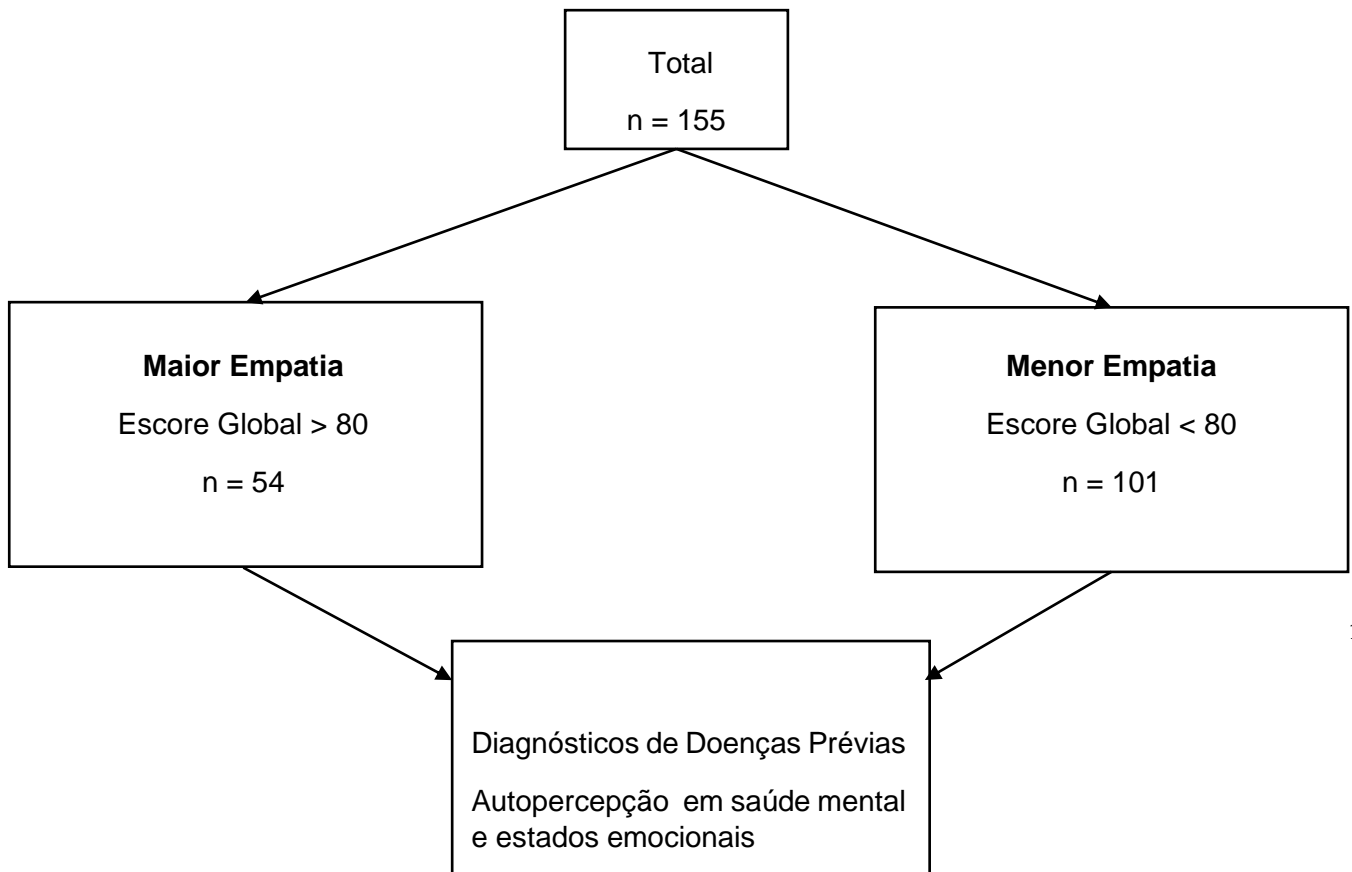 Total
n = 155
Maior Empatia
Escore Global > 80
n = 54
Menor Empatia
Escore Global < 80
n = 101
Diagnósticos de Doenças Prévias
Autopercepção em saúde mental
e estados emocionais